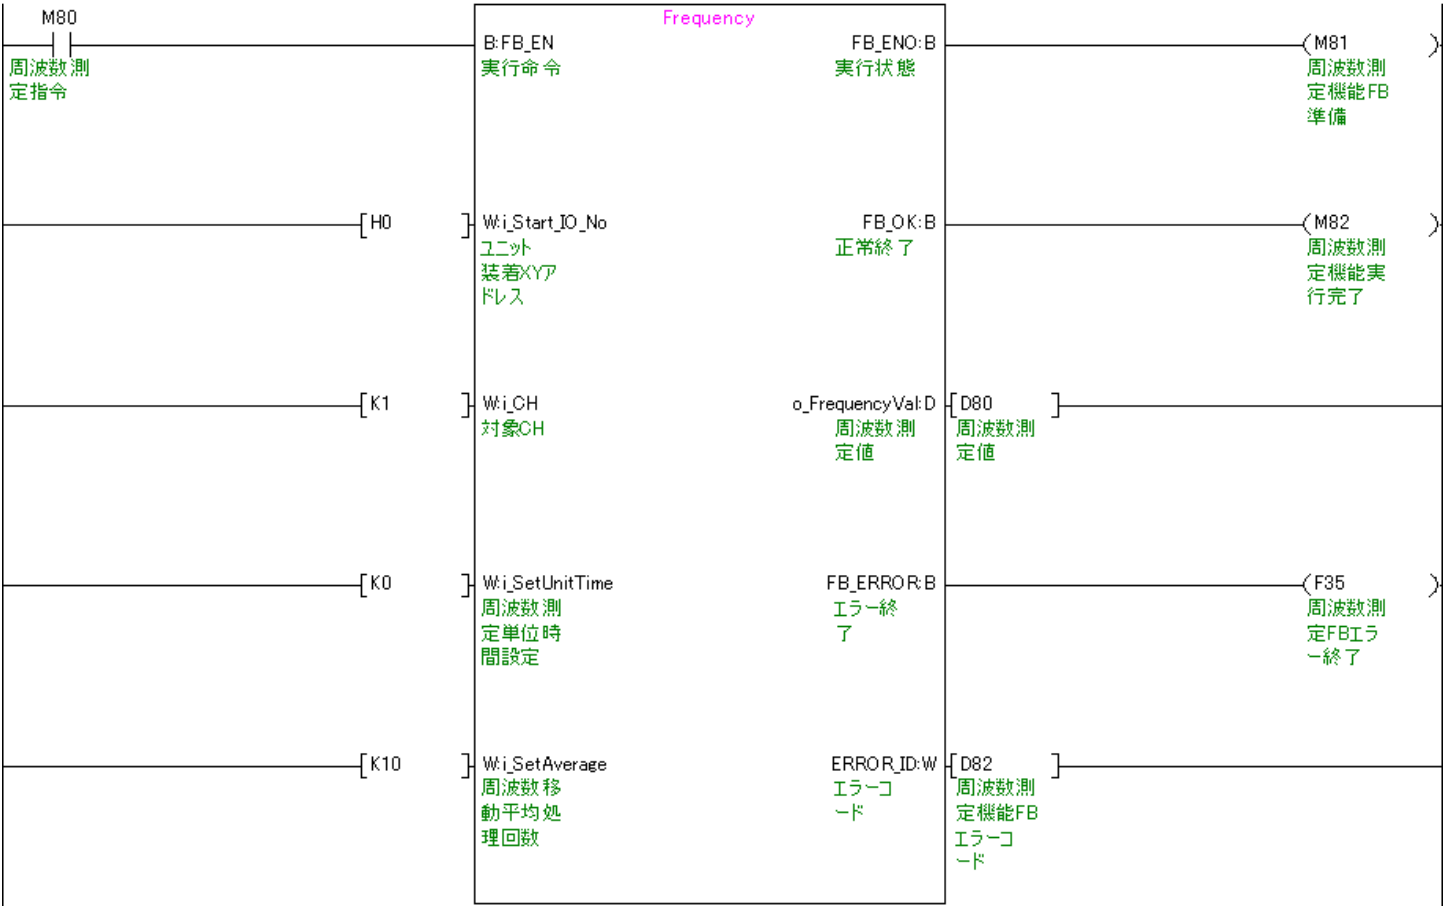 Frequency
M80
周波数測
定指令
B:FB_EN
実行命令
FB_ENO:B
実行状態
M81
周波数測
定機能FB
準備
H0
W:i_Start_IO_No
ユニット
装着XYア
ドレス
FB_OK:B
正常終了
M82
周波数測
定機能実
行完了
K1
W:i_CH
対象CH
o_FrequencyVal:D
周波数測
定値
D80
周波数測
定値
K0
W:i_SetUnitTime
周波数測
定単位時
間設定
FB_ERROR:B
エラー終
了
F35
周波数測
定FBエラ
ー終了
K10
W:i_SetAverage
周波数移
動平均処
理回数
ERROR_ID:W
エラーコ
ード
D82
周波数測
定機能FB
エラーコ
ード